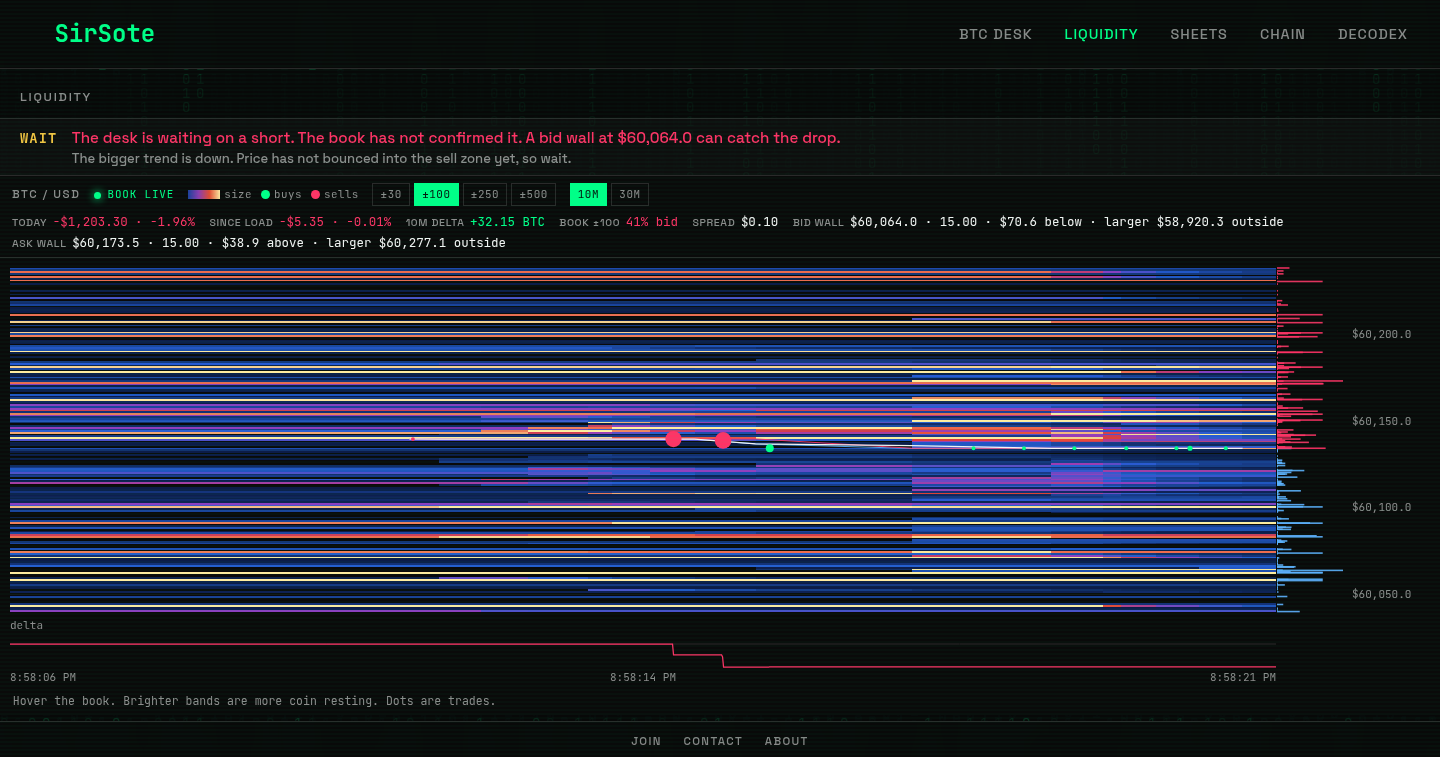 SirSote
BTC DESK LIQUIDITY SHEETS CHAIN DECODEX
LIQUIDITY
WAIT The desk is waiting on a short. The book has not confirmed it. A bid wall at $60,064.0 can catch the drop.
The bigger trend is down. Price has not bounced into the sell zone yet, so wait.
BTC / USD BOOK LIVE size buys sells ±30 ±100 ±250 ±500 10M 30M
TODAY -$1,203.30 · -1.96% SINCE LOAD -$5.35 · -0.01% 10M DELTA +32.15 BTC BOOK ±100 41% bid SPREAD $0.10 BID WALL $60,064.0 · 15.00 · $70.6 below · larger $58,920.3 outside
ASK WALL $60,173.5 · 15.00 · $38.9 above · larger $60,277.1 outside
$60,200.0
$60,150.0
$60,100.0
$60,050.0
delta
8:58:06 PM 8:58:14 PM 8:58:21 PM
Hover the book. Brighter bands are more coin resting. Dots are trades.
JOIN CONTACT ABOUT